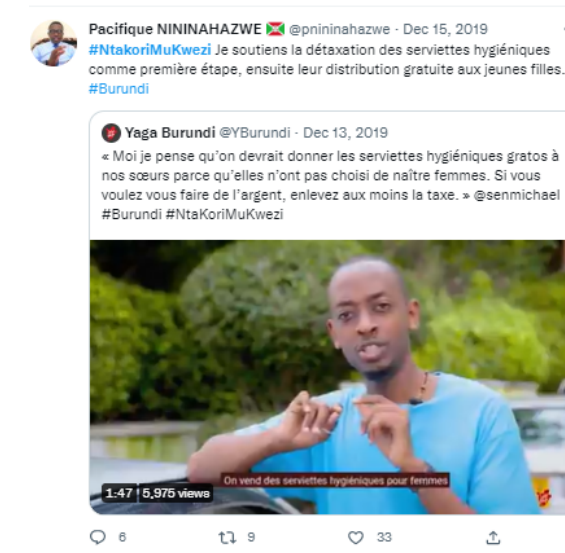 Pacifique NININAHAZWE 🇧🇮 @pnininahazwe · Dec 15, 2019
#NtakoriMuKwezi Je soutiens la détaxation des serviettes hygiéniques
comme première étape, ensuite leur distribution gratuite aux jeunes filles.
#Burundi
Yaga Burundi @YBurundi · Dec 13, 2019
« Moi je pense qu'on devrait donner les serviettes hygiéniques gratos à
nos sœurs parce qu'elles n'ont pas choisi de naître femmes. Si vous
voulez vous faire de l'argent, enlevez aux moins la taxe. » @senmichael
#Burundi #NtaKoriMuKwezi
On vend des serviettes hygiéniques pour femmes
1:47 5,975 views
6 9 33